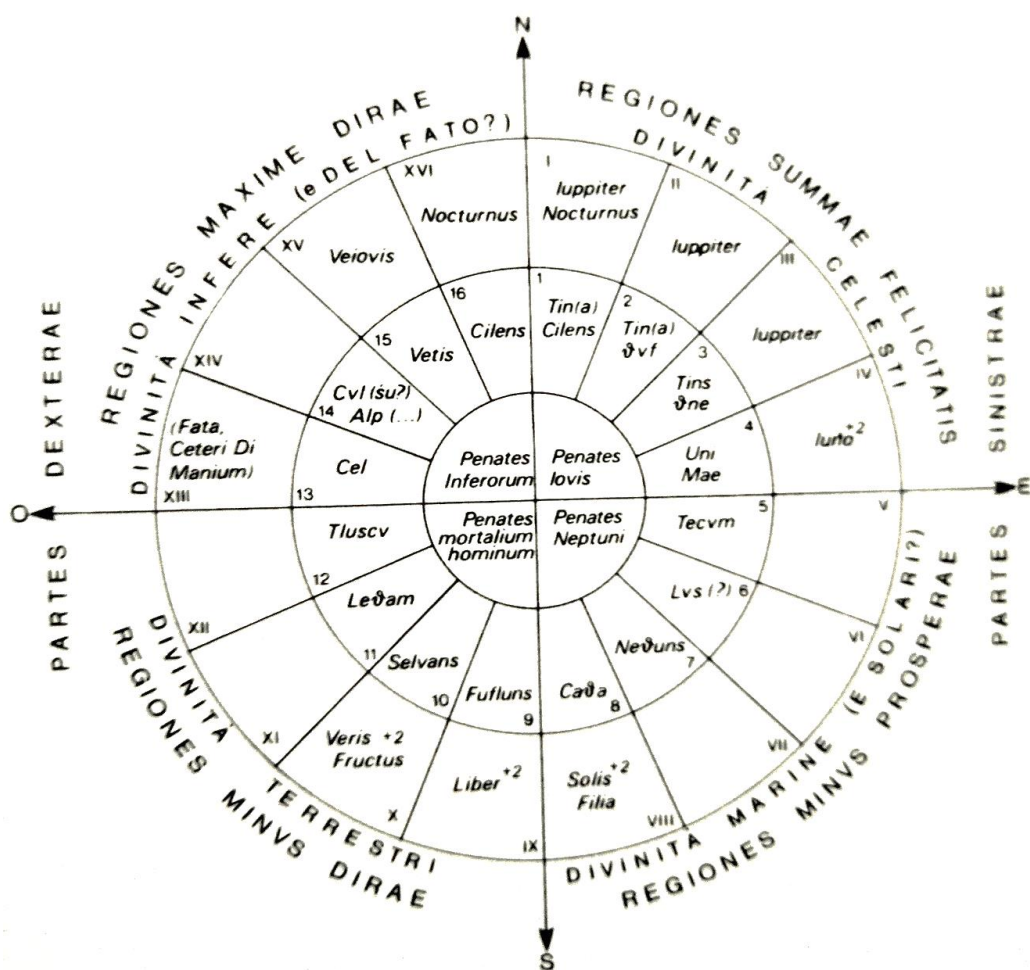 N
REGIONES MAXIME DIRAE
DIVINITÁ INFERE (e DEL FATO?)
REGIONES SUMMAE FELICITATIS
DIVINITÁ CELESTI
PARTES DEXTERAE
PARTES SINISTRAE
O
E
S
DIVINITÁ TERRESTRI
REGIONES MINVS DIRAE
DIVINITÁ MARINE (E SOLARI?)
REGIONES MINVS PROSPERAE
I
Iuppiter
Nocturnus
II
Iuppiter
III
Iuppiter
IV
Iurto+2
V
VI
VII
VIII
Solis+2
Filia
IX
Liber+2
X
Veris+2
Fructus
XI
XII
XIII
(Fata,
Ceteri Di
Manium)
XIV
XV
Veiovis
XVI
Nocturnus
1
Tin(a)
Cilens
2
Tin(a)
ϑvf
3
Tins
ϑne
4
Uni
Mae
5
Tecvm
6
Lvs (?)
7
Neϑuns
8
Caϑa
9
Fufluns
10
Selvans
11
Leϑam
12
Tluscv
13
Cel
14
Cvl (śu?)
Alp (...)
15
Vetis
16
Cilens
Penates
Inferorum
Penates
Iovis
Penates
mortalium
hominum
Penates
Neptuni